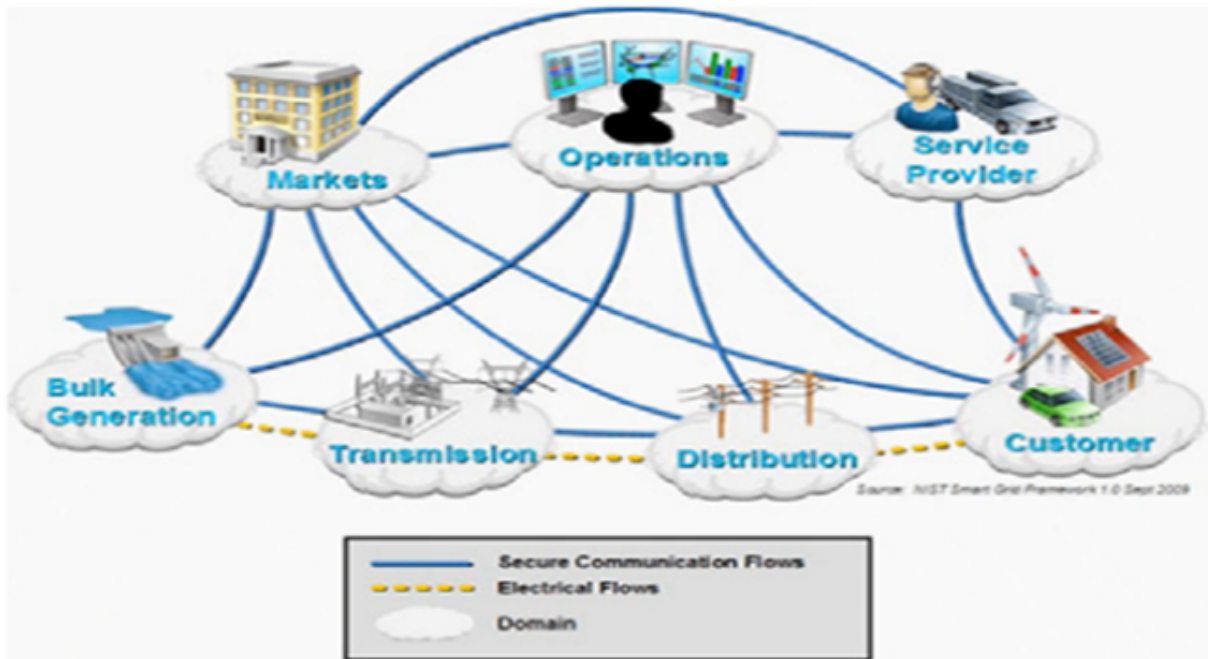 Operations
Service
Provider
Markets
Bulk
Generation
Transmission
Distribution
Customer
Source: NIST Smart Grid Framework 1.0 Sept 2009
Secure Communication Flows
Electrical Flows
Domain